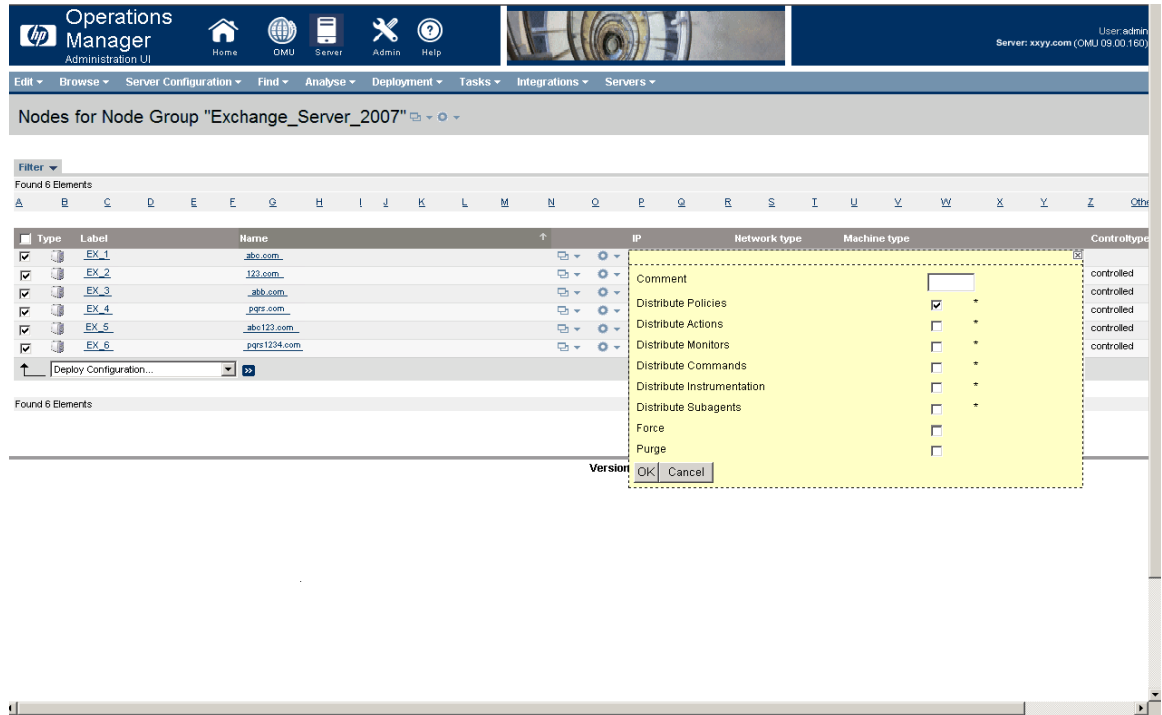 hp
Operations
Manager
Administration UI
Home OMU Server Admin Help
User:admin
Server: xxyy.com (OMU 09.00.160)
Edit Browse Server Configuration Find Analyse Deployment Tasks Integrations Servers
Nodes for Node Group "Exchange_Server_2007"
Filter
Found 6 Elements
A B C D E F G H I J K L M N O P Q R S T U V W X Y Z Othe
Type Label Name IP Network type Machine type Controltype
EX_1 abc.com
EX_2 123.com controlled
EX_3 abb.com controlled
EX_4 pqrs.com controlled
EX_5 abc123.com controlled
EX_6 pqrs1234.com controlled
Deploy Configuration...
Found 6 Elements
Comment
Distribute Policies *
Distribute Actions *
Distribute Monitors *
Distribute Commands *
Distribute Instrumentation *
Distribute Subagents *
Force
Purge
OK Cancel
Version